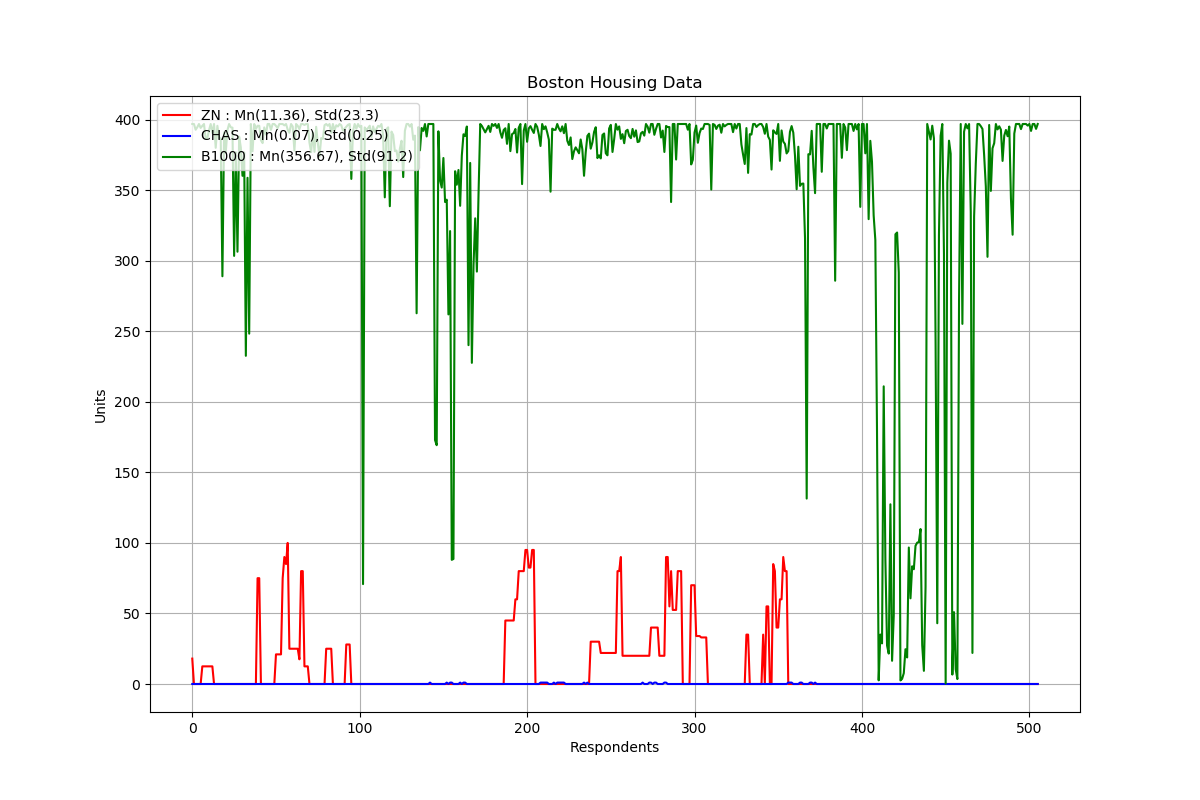 Boston Housing Data
ZN : Mn(11.36), Std(23.3)
CHAS : Mn(0.07), Std(0.25)
B1000 : Mn(356.67), Std(91.2)
400
350
300
250
200
150
100
50
0
Units
0 100 200 300 400 500
Respondents